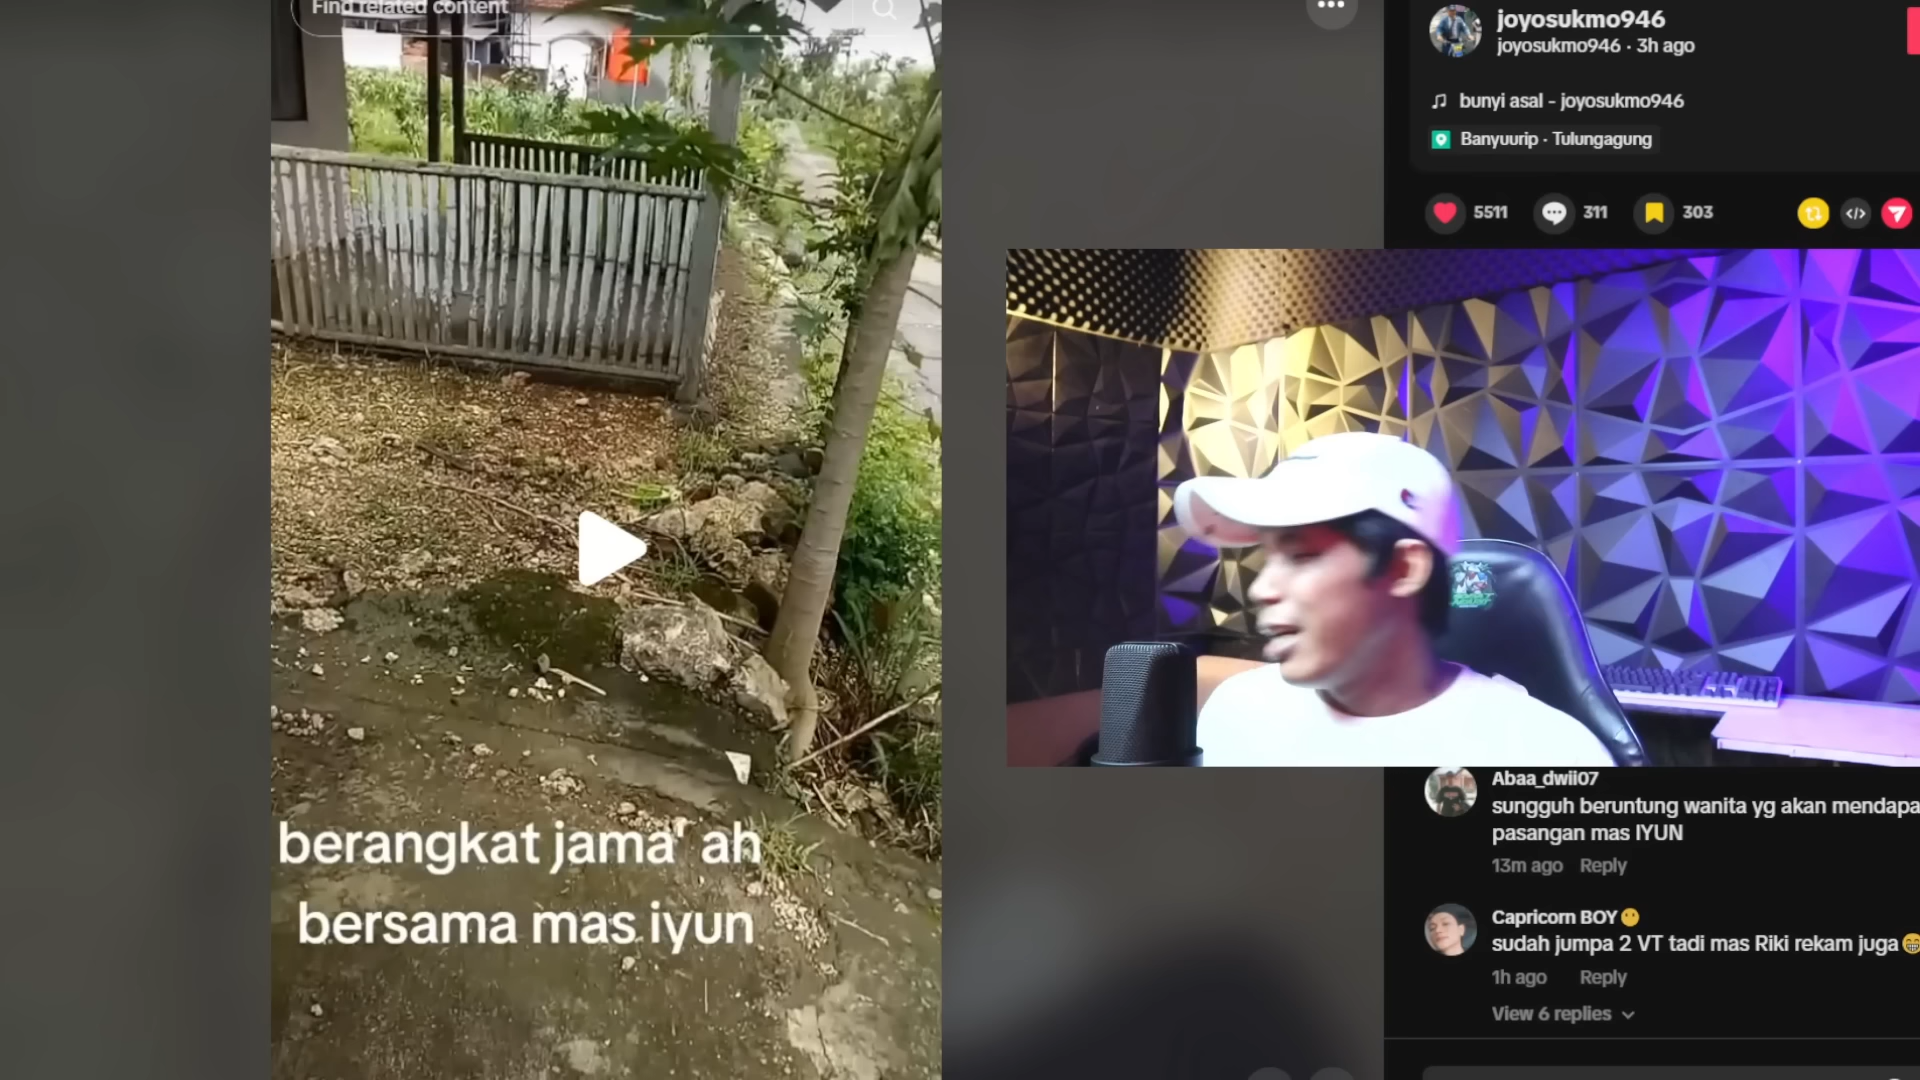 Find related content
berangkat jama' ah
bersama mas iyun
joyosukmo946
joyosukmo946 · 3h ago
bunyi asal - joyosukmo946
Banyuurip · Tulungagung
5511
311
303
Abaa_dwii07
sungguh beruntung wanita yg akan mendapa
pasangan mas IYUN
13m ago Reply
Capricorn BOY😶
sudah jumpa 2 VT tadi mas Riki rekam juga😁
1h ago Reply
View 6 replies